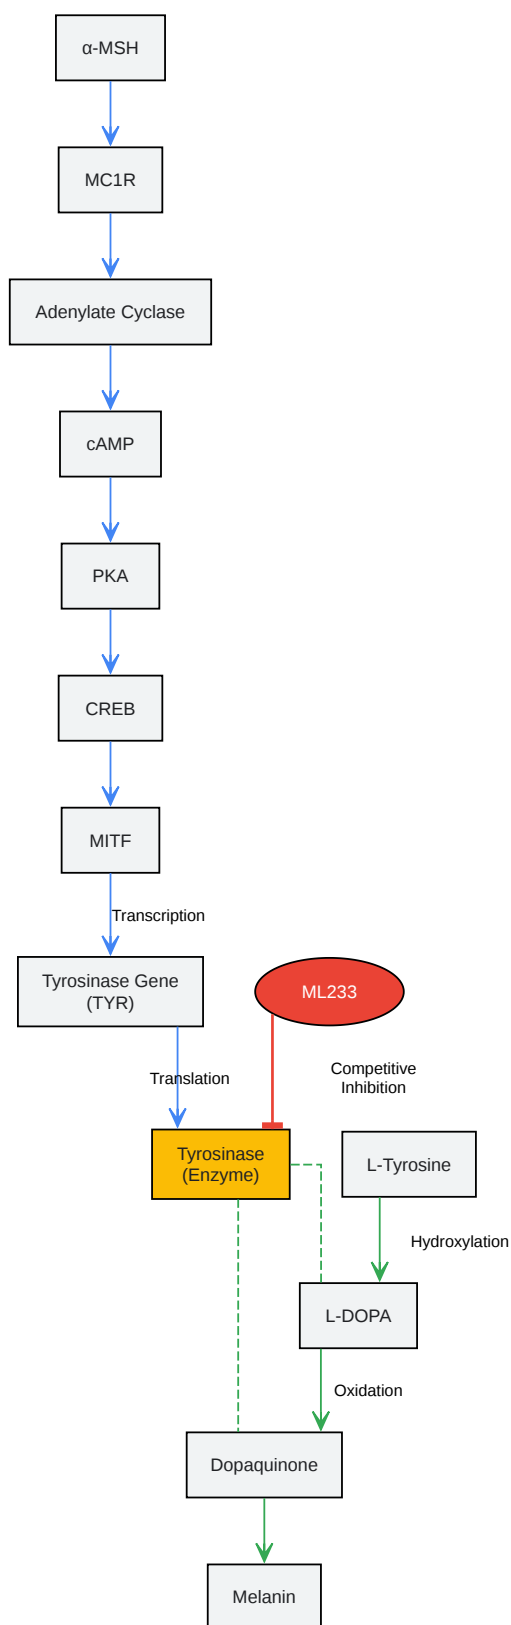 α-MSH
MC1R
Adenylate Cyclase
cAMP
PKA
CREB
MITF
Transcription
Tyrosinase Gene
(TYR)
ML233
Translation
Competitive
Inhibition
Tyrosinase
(Enzyme)
L-Tyrosine
Hydroxylation
L-DOPA
Oxidation
Dopaquinone
Melanin